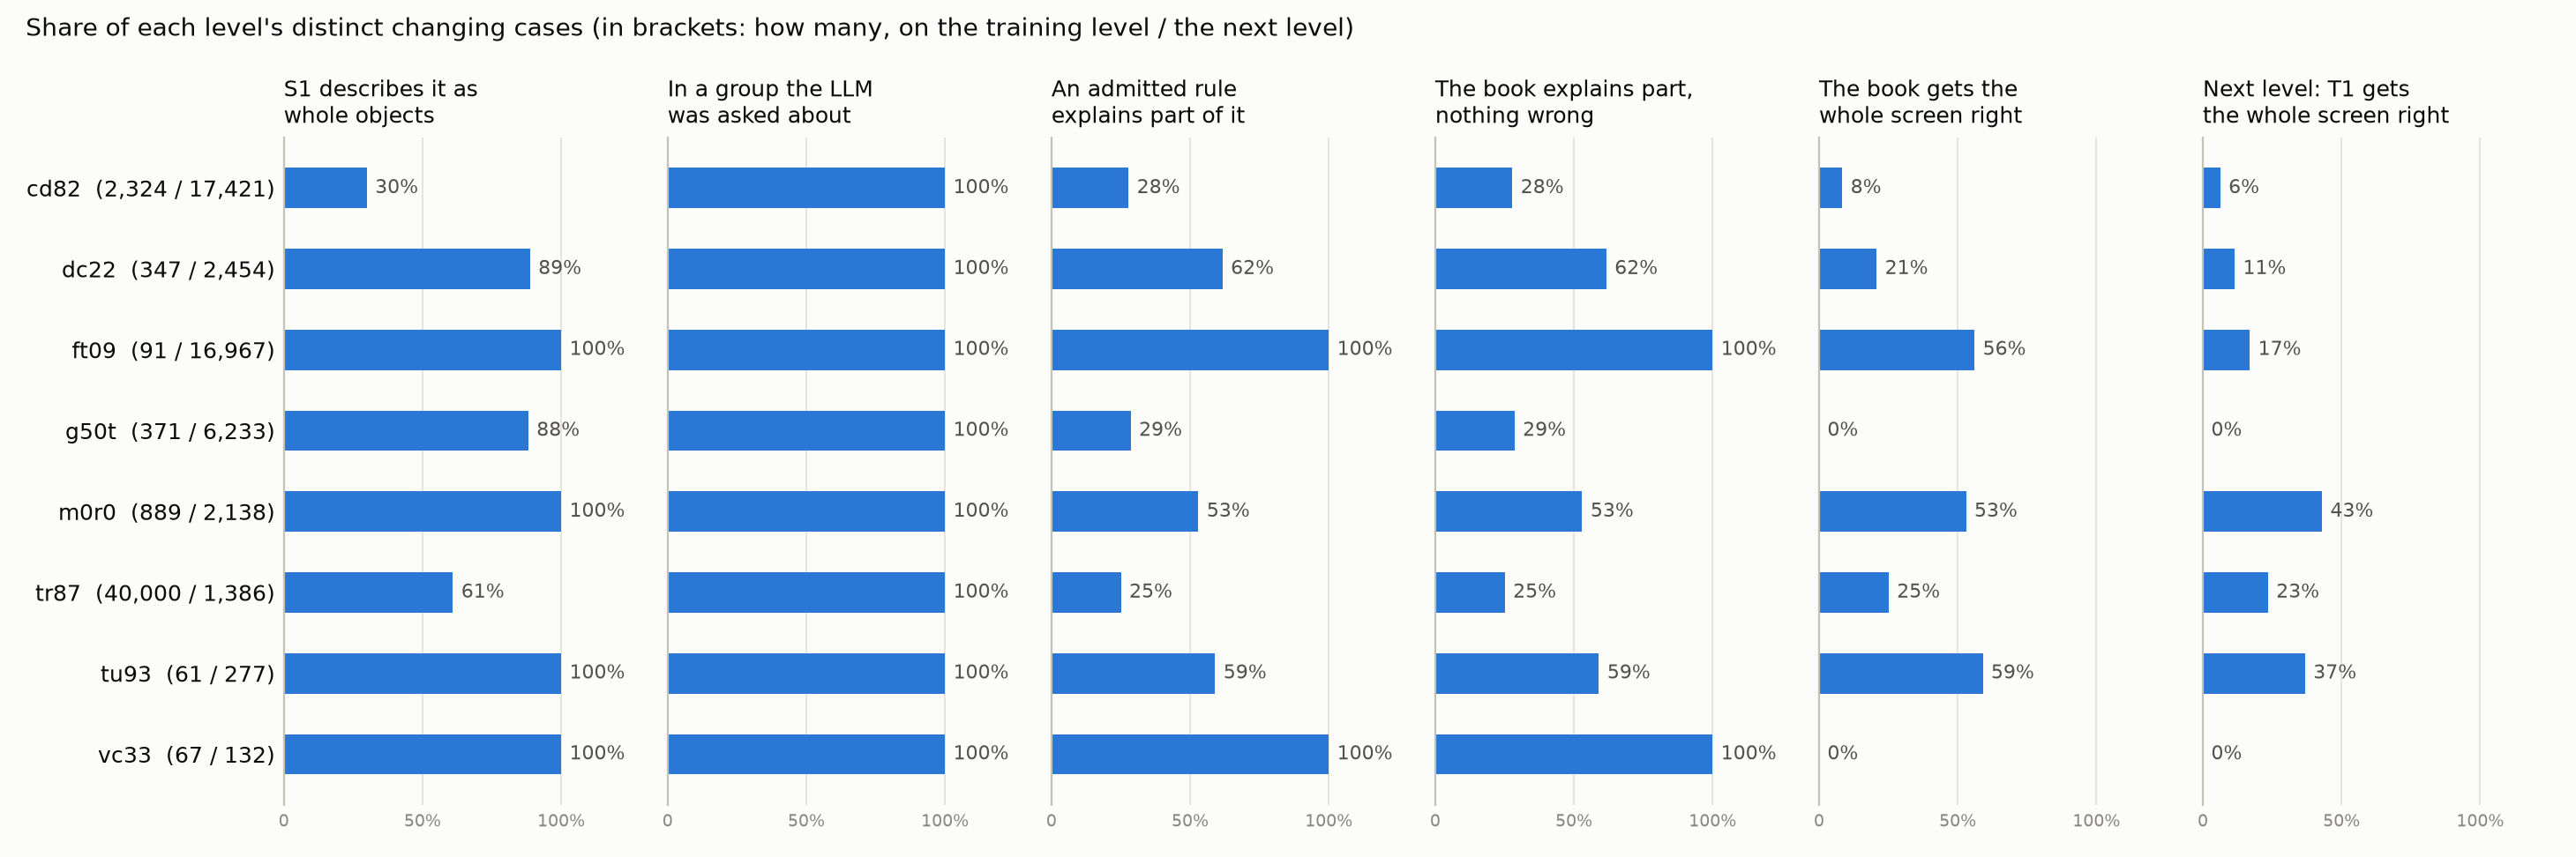 Share of each level's distinct changing cases (in brackets: how many, on the training level / the next level)
S1 describes it as
whole objects
In a group the LLM
was asked about
An admitted rule
explains part of it
The book explains part,
nothing wrong
The book gets the
whole screen right
Next level: T1 gets
the whole screen right
cd82 (2,324 / 17,421) 30% 100% 28% 28% 8% 6%
dc22 (347 / 2,454) 89% 100% 62% 62% 21% 11%
ft09 (91 / 16,967) 100% 100% 100% 100% 56% 17%
g50t (371 / 6,233) 88% 100% 29% 29% 0% 0%
m0r0 (889 / 2,138) 100% 100% 53% 53% 53% 43%
tr87 (40,000 / 1,386) 61% 100% 25% 25% 25% 23%
tu93 (61 / 277) 100% 100% 59% 59% 59% 37%
vc33 (67 / 132) 100% 100% 100% 100% 0% 0%
0 50% 100% 0 50% 100% 0 50% 100% 0 50% 100% 0 50% 100% 0 50% 100%